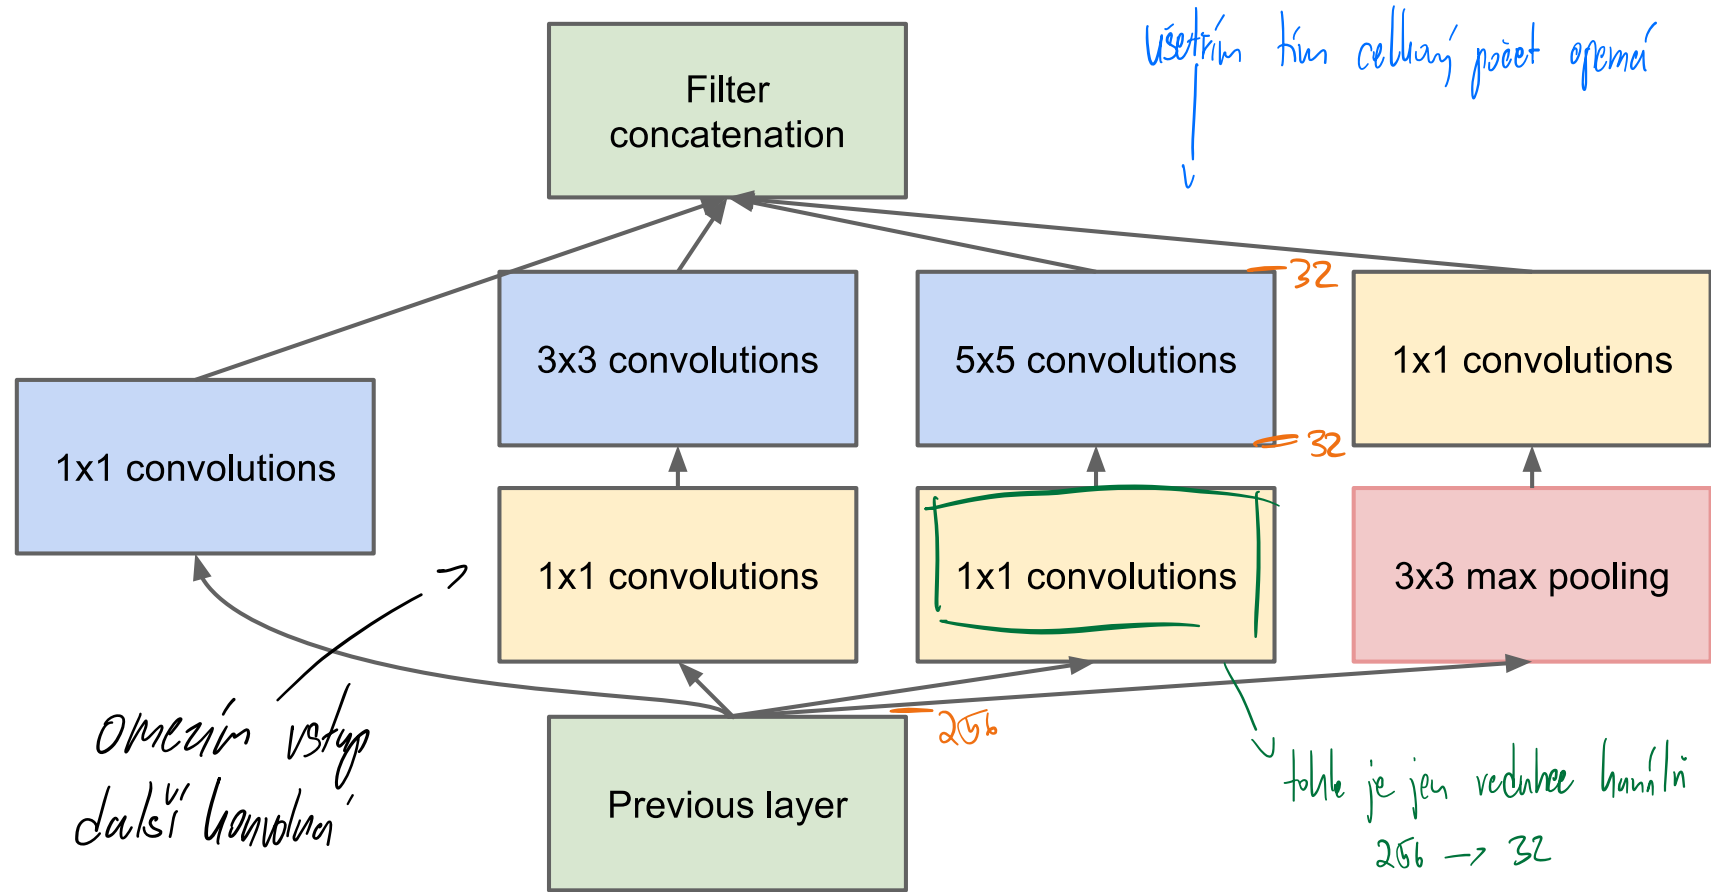 ušetřím tím celkový počet operací
Filter
concatenation
32
3x3 convolutions
5x5 convolutions
1x1 convolutions
32
1x1 convolutions
1x1 convolutions
1x1 convolutions
3x3 max pooling
omezím vstup
další konvoluci
256
Previous layer
tohle je jen redukce kanálů
256 -> 32